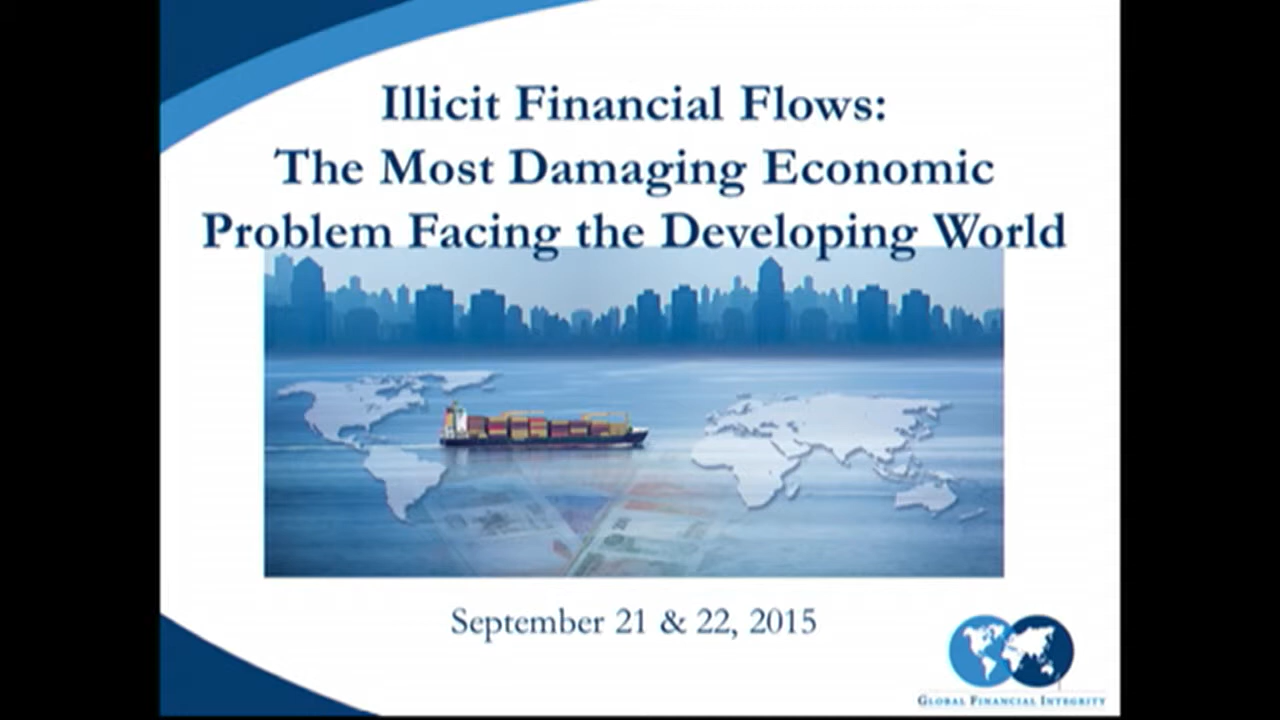 Illicit Financial Flows:
The Most Damaging Economic
Problem Facing the Developing World
September 21 & 22, 2015
GLOBAL FINANCIAL INTEGRITY